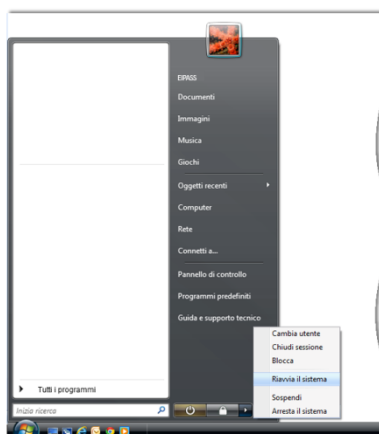 EIPASS
Documenti
Immagini
Musica
Giochi
Oggetti recenti
Computer
Rete
Connetti a...
Pannello di controllo
Programmi predefiniti
Guida e supporto tecnico
Cambia utente
Chiudi sessione
Blocca
Riavvia il sistema
Sospendi
Arresta il sistema
Tutti i programmi
Inizio ricerca